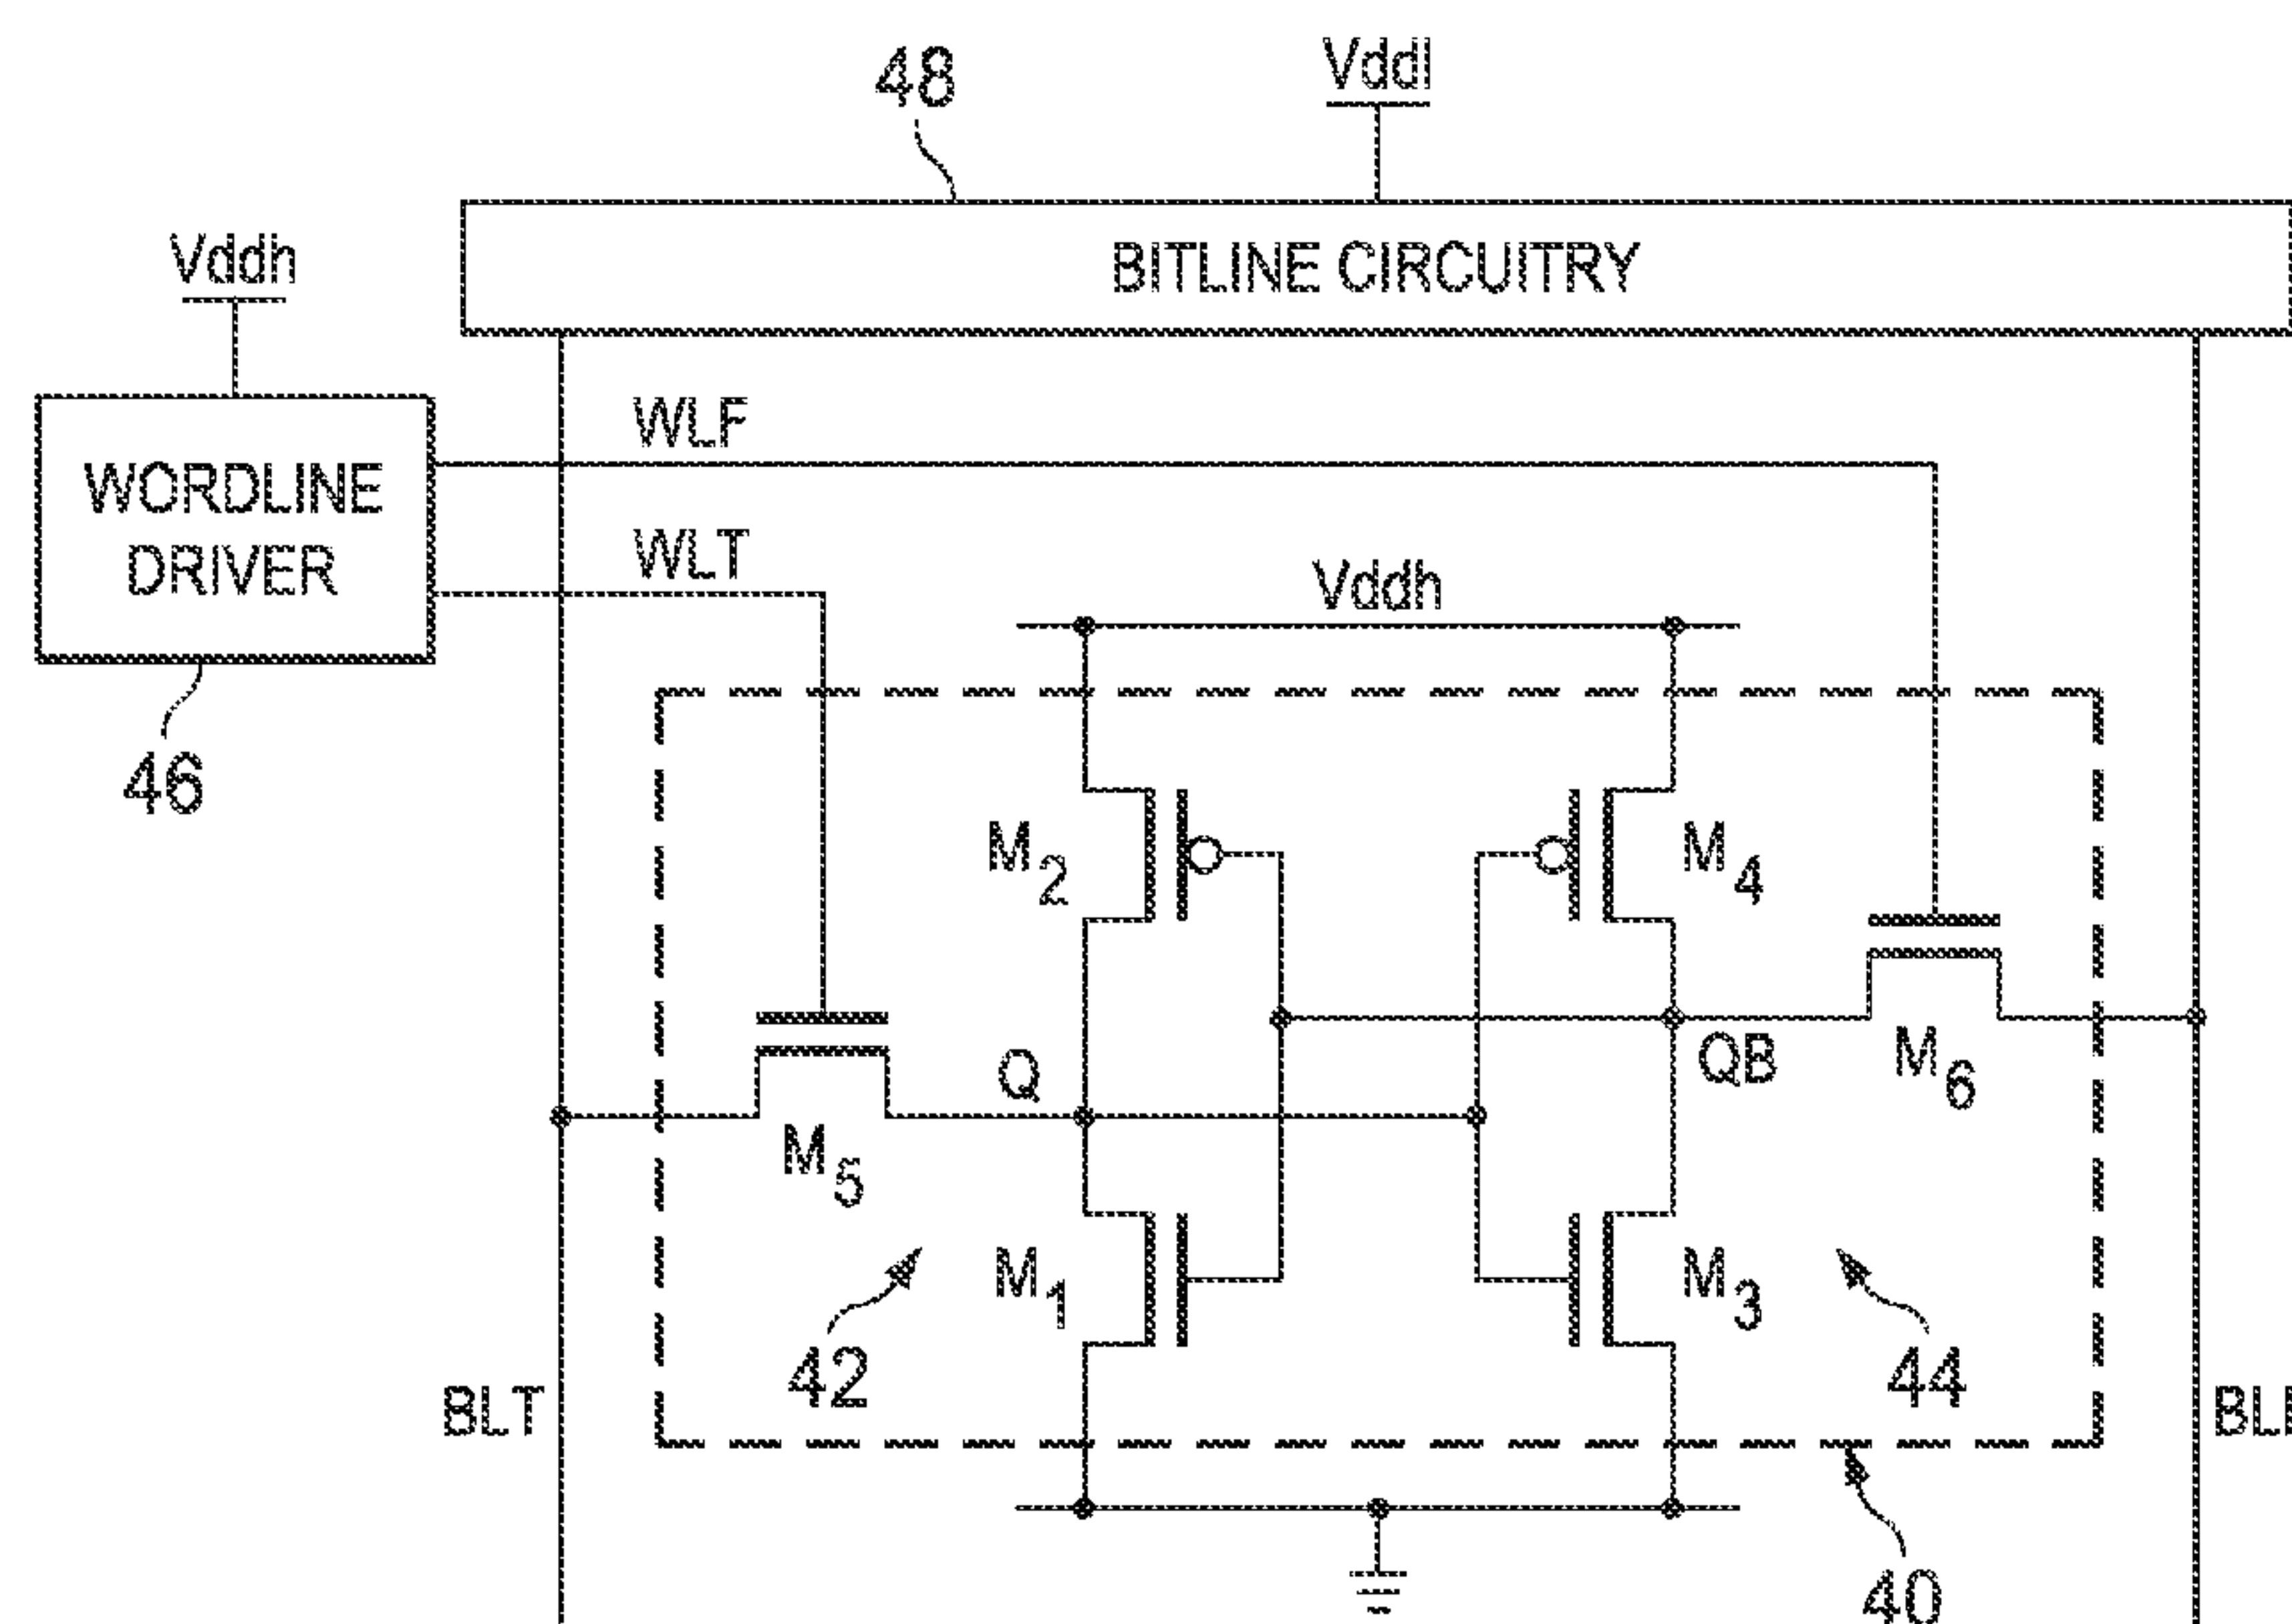 48
Vddl
Vddh
BITLINE CIRCUITRY
WLF
WORDLINE
DRIVER
WLT
Vddh
46
M2
M4
Q
QB
M6
M5
M1
M3
42
44
BLT
40